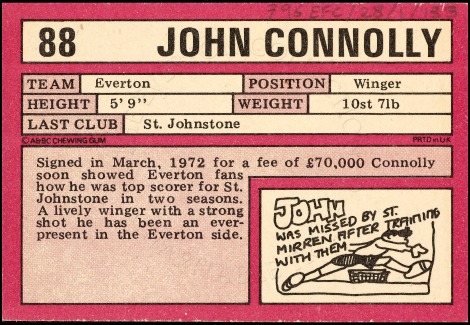 88 JOHN CONNOLLY
TEAM Everton POSITION Winger
HEIGHT 5' 9" WEIGHT 10st 7lb
LAST CLUB St. Johnstone
© A&BC CHEWING GUM PRTD IN U.K
Signed in March, 1972 for a fee of £70,000 Connolly
soon showed Everton fans
how he was top scorer for St.
Johnstone in two seasons.
A lively winger with a strong
shot he has been an ever-
present in the Everton side.
JOHN
WAS MISSED BY ST.
MIRREN AFTER TRAINING
WITH THEM